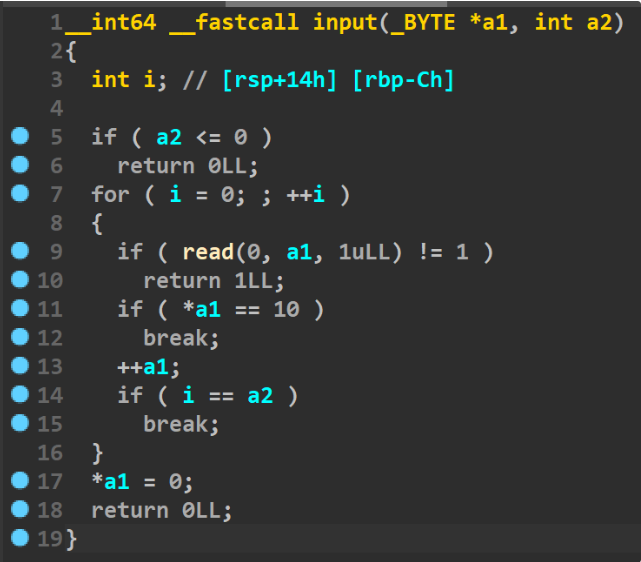 1 __int64 __fastcall input(_BYTE *a1, int a2)
2 {
3 int i; // [rsp+14h] [rbp-Ch]
4
5 if ( a2 <= 0 )
6 return 0LL;
7 for ( i = 0; ; ++i )
8 {
9 if ( read(0, a1, 1uLL) != 1 )
10 return 1LL;
11 if ( *a1 == 10 )
12 break;
13 ++a1;
14 if ( i == a2 )
15 break;
16 }
17 *a1 = 0;
18 return 0LL;
19 }